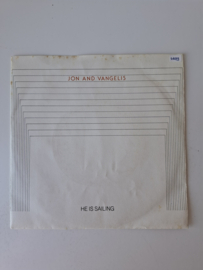 JON AND VANGELIS
HE IS SAILING